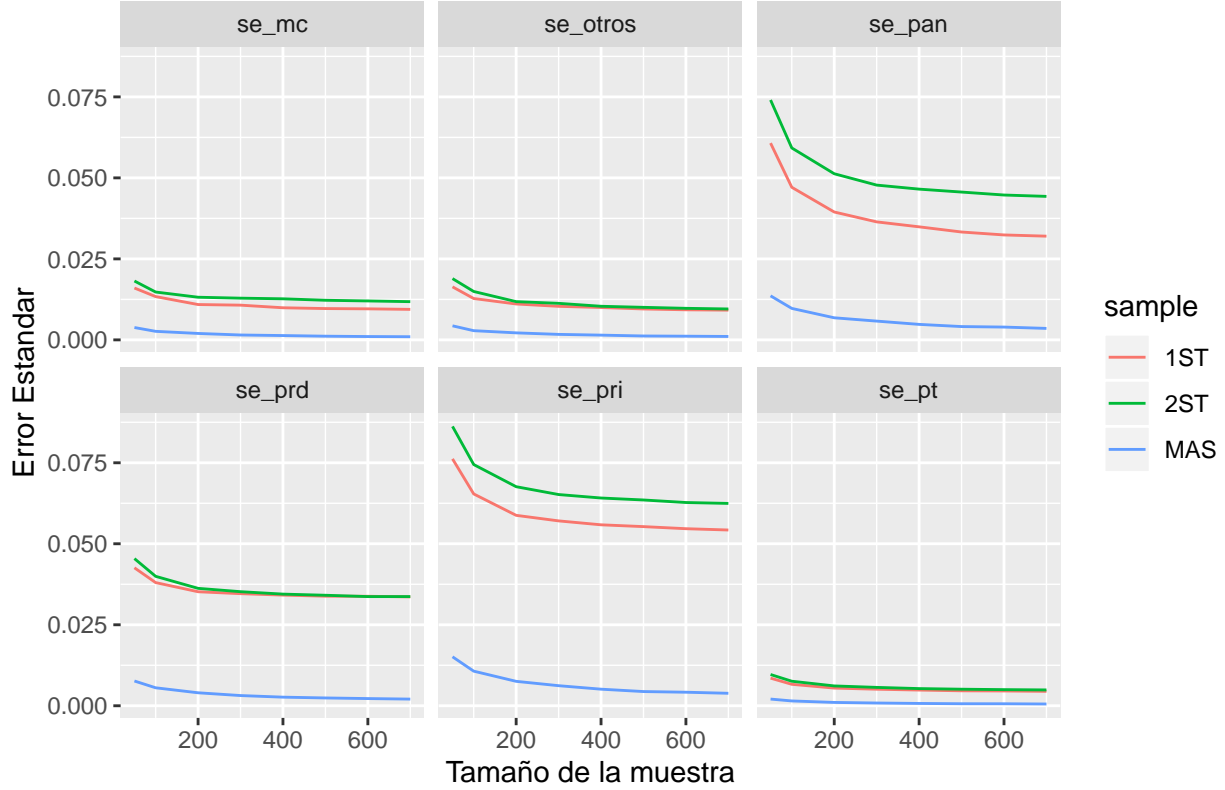 se_mc se_otros se_pan
0.075
0.050
0.025
0.000
se_prd se_pri se_pt
0.075
0.050
0.025
0.000
200 400 600 200 400 600 200 400 600
Tamaño de la muestra
Error Estandar
sample
1ST
2ST
MAS